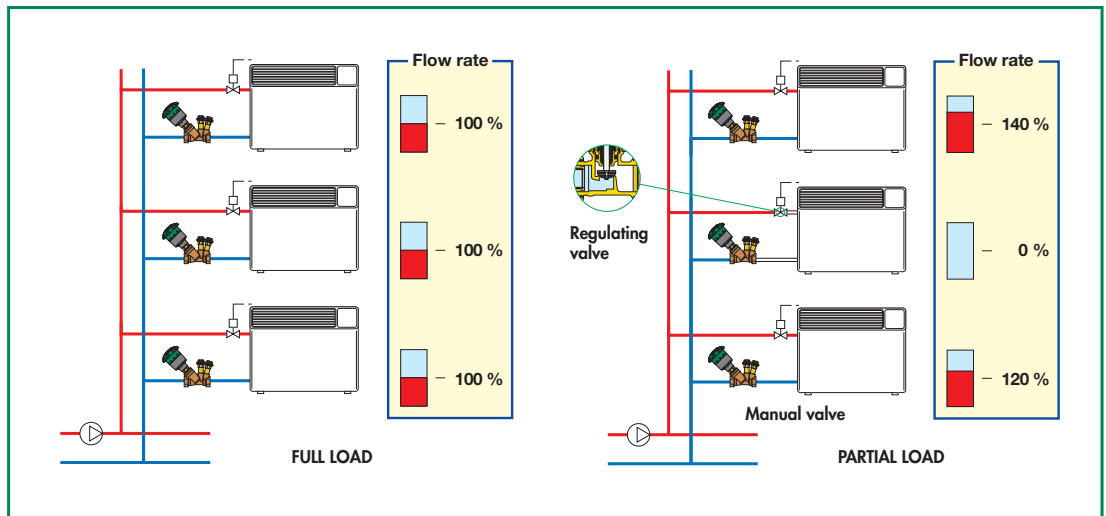 Flow rate
100 %
100 %
100 %
FULL LOAD
Flow rate
140 %
Regulating
valve
0 %
120 %
Manual valve
PARTIAL LOAD